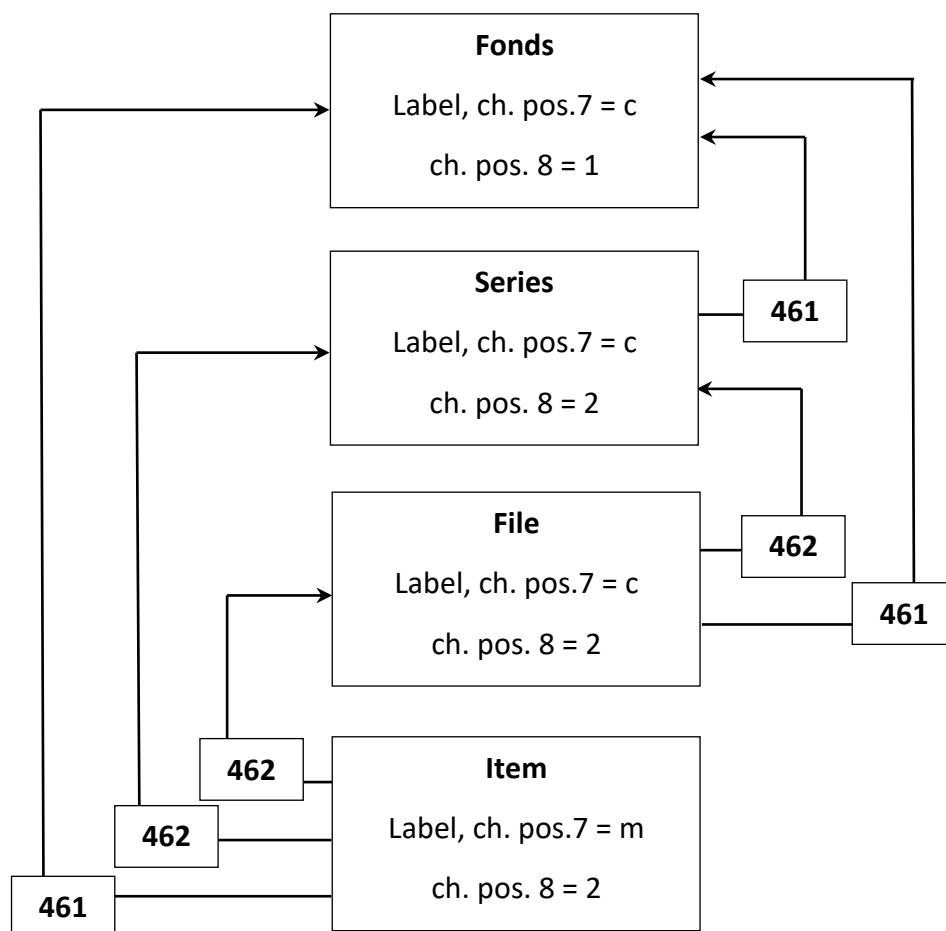 Fonds
Label, ch. pos.7 = c
ch. pos. 8 = 1
Series
461
Label, ch. pos.7 = c
ch. pos. 8 = 2
File
462
Label, ch. pos.7 = c
461
ch. pos. 8 = 2
462
Item
Label, ch. pos.7 = m
462
ch. pos. 8 = 2
461